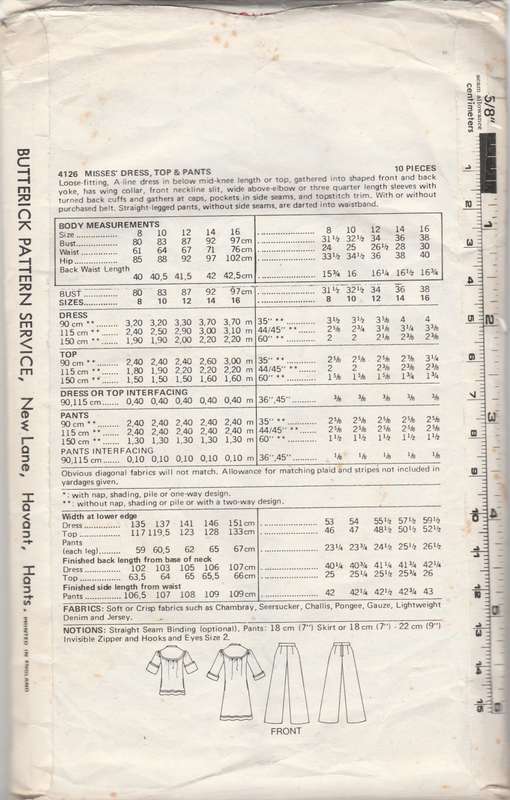 4126 MISSES' DRESS, TOP & PANTS 10 PIECES
Loose-fitting, A-line dress in below mid-knee length or top, gathered into shaped front and back
yoke, has wing collar, front neckline slit, wide above-elbow or three quarter length sleeves with
turned back cuffs and gathers at caps, pockets in side seams, and topstitch trim. With or without
purchased belt. Straight-legged pants, without side seams, are darted into waistband.
BODY MEASUREMENTS
Size 8 10 12 14 16 8 10 12 14 16
Bust 80 83 87 92 97cm 31½ 32½ 34 36 38
Waist 61 64 67 71 76cm 24 25 26½ 28 30
Hip 85 88 92 97 102cm 33½ 34½ 36 38 40
Back Waist Length
40 40,5 41,5 42 42,5cm 15¾ 16 16¼ 16½ 16¾
BUST 80 83 87 92 97cm 31½ 32½ 34 36 38
SIZES 8 10 12 14 16 8 10 12 14 16
DRESS
90 cm** 3,20 3,20 3,30 3,70 3,70 m 35"** 3½ 3½ 3⅝ 4 4
115 cm** 2,40 2,50 2,90 3,00 3,10 m 44/45"** 2⅝ 2¾ 3⅛ 3¼ 3⅜
150 cm** 1,90 1,90 2,00 2,20 2,20 m 60"** 2 2 2⅛ 2⅜ 2⅜
TOP
90 cm** 2,40 2,40 2,40 2,60 3,00 m 35"** 2⅝ 2⅝ 2⅝ 2⅞ 3¼
115 cm** 1,80 1,90 2,20 2,20 2,20 m 44/45"** 2 2 2⅜ 2⅜ 2⅜
150 cm** 1,50 1,50 1,50 1,60 1,60 m 60"** 1⅝ 1⅝ 1⅝ 1¾ 1¾
DRESS OR TOP INTERFACING
90,115 cm 0,40 0,40 0,40 0,40 0,40 m 36",45" ⅜ ⅜ ⅜ ⅜ ⅜
PANTS
90 cm** 2,40 2,40 2,40 2,40 2,40 m 35"** 2⅝ 2⅝ 2⅝ 2⅝ 2⅝
115 cm** 2,40 2,40 2,40 2,40 2,40 m 44/45"** 2⅝ 2⅝ 2⅝ 2⅝ 2⅝
150 cm** 1,30 1,30 1,30 1,30 1,30 m 60"** 1½ 1½ 1½ 1½ 1½
PANTS INTERFACING
90,115 cm 0,10 0,10 0,10 0,10 0,10 m 36",45" ⅛ ⅛ ⅛ ⅛ ⅛
Obvious diagonal fabrics will not match. Allowance for matching plaid and stripes not included in
yardages given.
*: with nap, shading, pile or one-way design.
**: without nap, shading or pile or with a two-way design.
Width at lower edge
Dress 135 137 141 146 151cm 53 54 55½ 57½ 59½
Top 117 119,5 123 128 133cm 46 47 48½ 50½ 52½
Pants
(each leg) 59 60,5 62 65 67cm 23¼ 23¾ 24½ 25½ 26½
Finished back length from base of neck
Dress 102 103 105 106 107cm 40¼ 40¾ 41¼ 41¾ 42¼
Top 63,5 64 65 65,5 66cm 25 25¼ 25½ 25¾ 26
Finished side length from waist
Pants 106,5 107 108 109 109cm 42 42¼ 42½ 42¾ 43
FABRICS: Soft or Crisp fabrics such as Chambray, Seersucker, Challis, Pongee, Gauze, Lightweight
Denim and Jersey.
NOTIONS: Straight Seam Binding (optional), Pants: 18 cm (7") Skirt or 18 cm (7") - 22 cm (9")
Invisible Zipper and Hooks and Eyes Size 2.
FRONT
BUTTERICK PATTERN SERVICE, New Lane, Havant, Hants. PRINTED IN ENGLAND
5/8"
seam allowance
centimeters
1 2 3 4 5 6 7 8 9 10 11 12 13 14 15
1 2 3 4 5 6